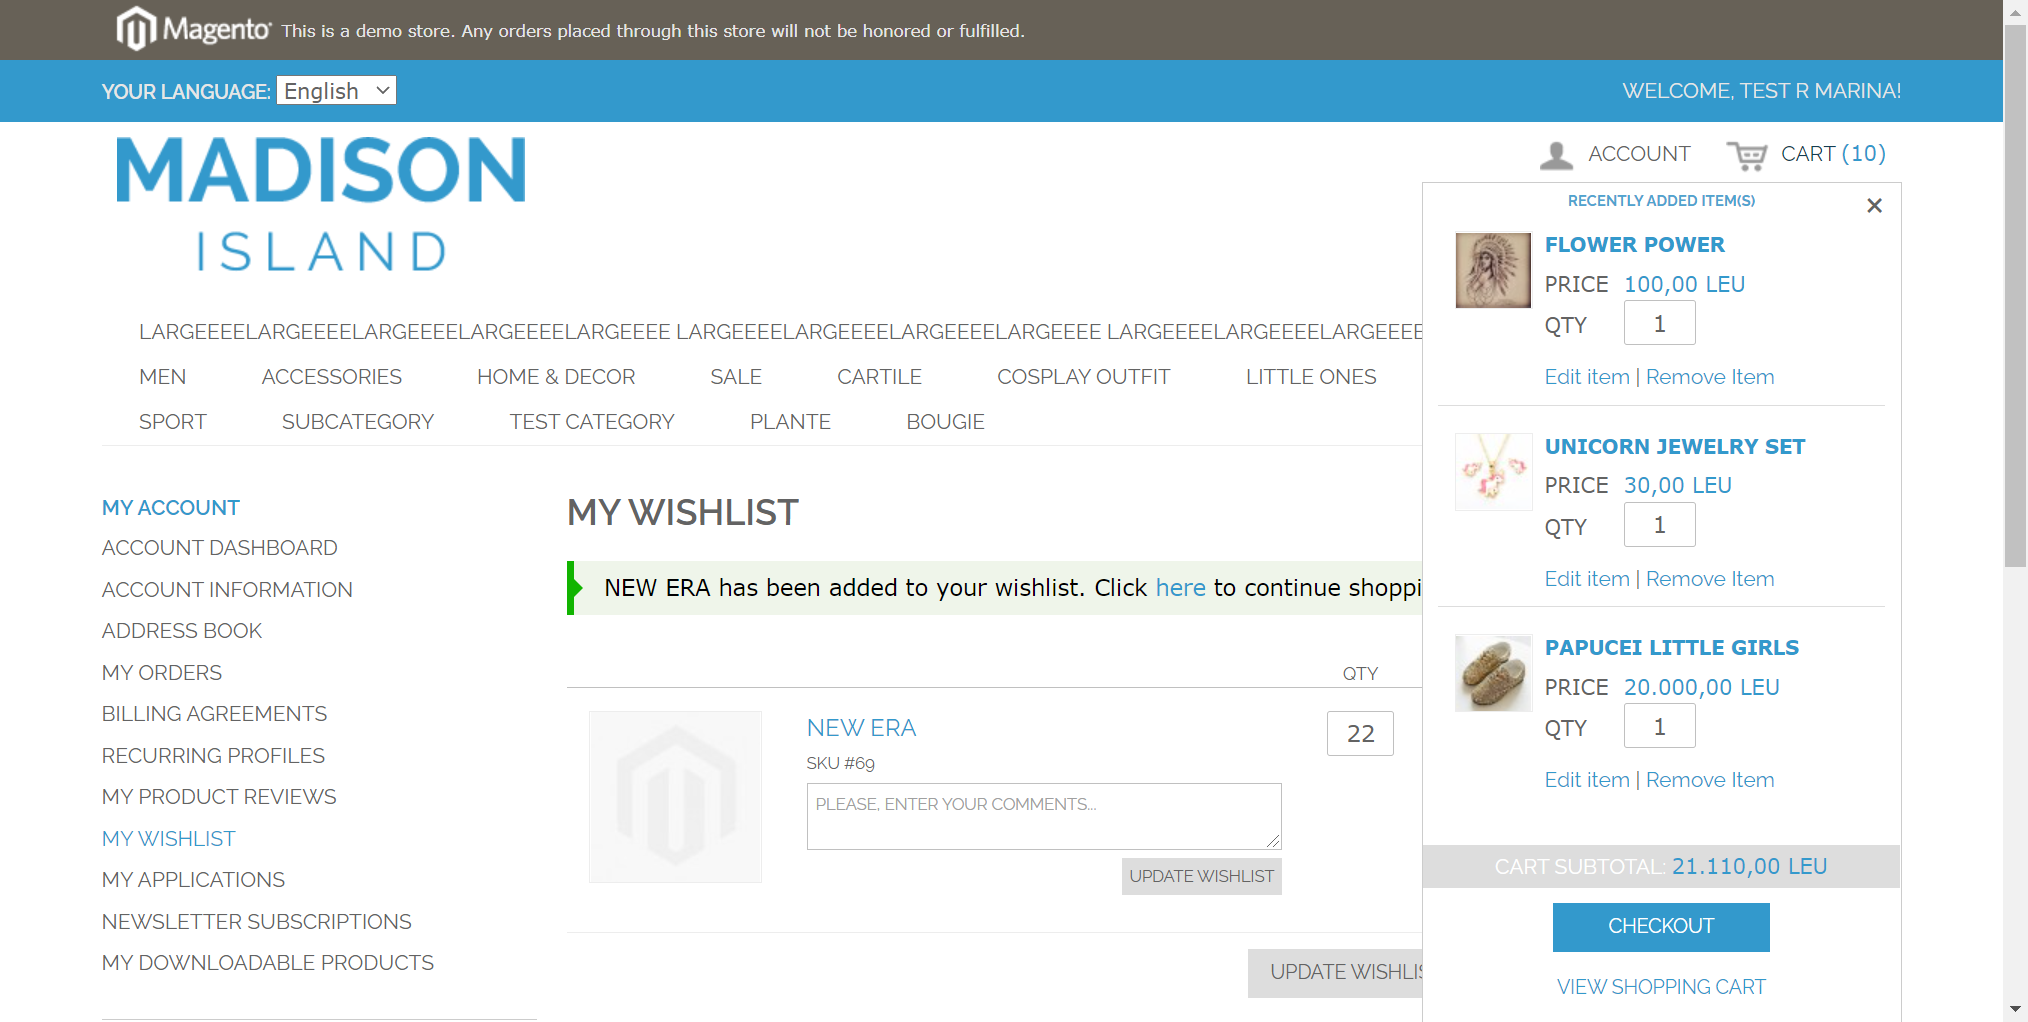 Magento This is a demo store. Any orders placed through this store will not be honored or fulfilled.
YOUR LANGUAGE: English
WELCOME, TEST R MARINA!
MADISON
ISLAND
ACCOUNT
CART (10)
RECENTLY ADDED ITEM(S)
FLOWER POWER
PRICE 100,00 LEU
QTY 1
Edit item | Remove Item
UNICORN JEWELRY SET
PRICE 30,00 LEU
QTY 1
Edit item | Remove Item
PAPUCEI LITTLE GIRLS
PRICE 20.000,00 LEU
QTY 1
Edit item | Remove Item
CART SUBTOTAL: 21.110,00 LEU
CHECKOUT
VIEW SHOPPING CART
LARGEEEELARGEEEELARGEEEELARGEEEELARGEEEE LARGEEEELARGEEEELARGEEEELARGEEEE LARGEEEELARGEEEELARGEEEE
MEN ACCESSORIES HOME & DECOR SALE CARTILE COSPLAY OUTFIT LITTLE ONES
SPORT SUBCATEGORY TEST CATEGORY PLANTE BOUGIE
MY ACCOUNT
ACCOUNT DASHBOARD
ACCOUNT INFORMATION
ADDRESS BOOK
MY ORDERS
BILLING AGREEMENTS
RECURRING PROFILES
MY PRODUCT REVIEWS
MY WISHLIST
MY APPLICATIONS
NEWSLETTER SUBSCRIPTIONS
MY DOWNLOADABLE PRODUCTS
MY WISHLIST
NEW ERA has been added to your wishlist. Click here to continue shoppi
QTY
NEW ERA
22
SKU #69
PLEASE, ENTER YOUR COMMENTS...
UPDATE WISHLIST
UPDATE WISHLIS